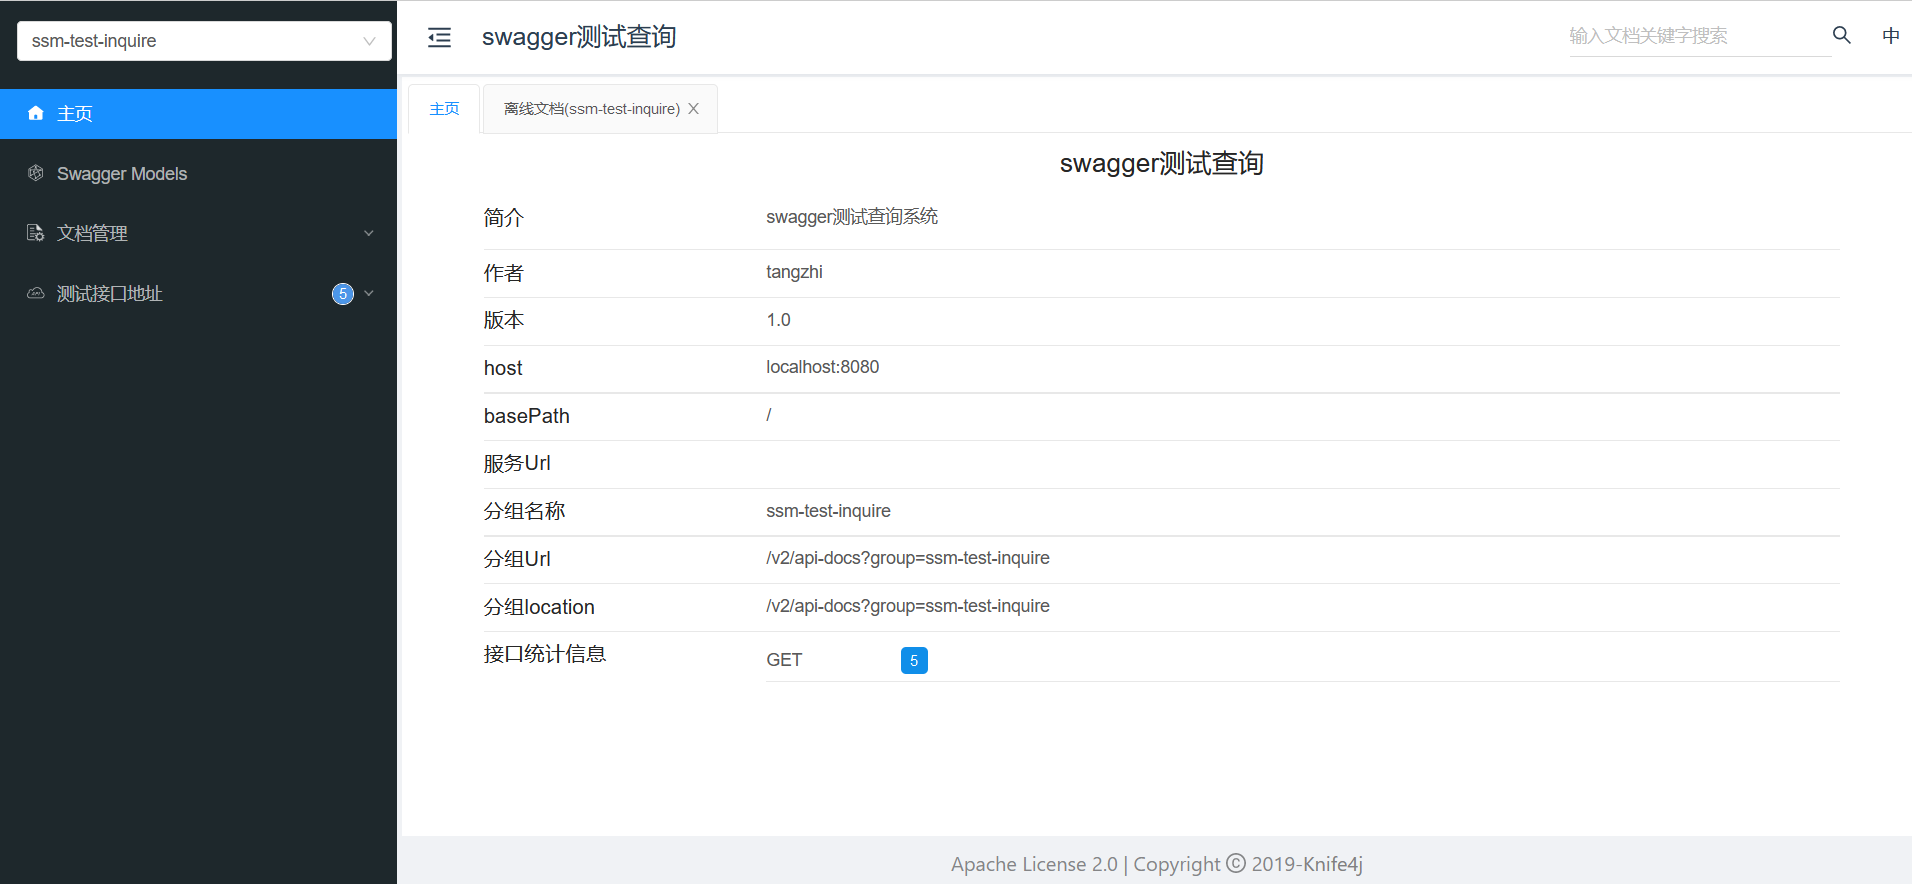 ssm-test-inquire
主页
Swagger Models
文档管理
测试接口地址 5
swagger测试查询
输入文档关键字搜索
中
主页
离线文档(ssm-test-inquire)
swagger测试查询
简介 swagger测试查询系统
作者 tangzhi
版本 1.0
host localhost:8080
basePath /
服务Url
分组名称 ssm-test-inquire
分组Url /v2/api-docs?group=ssm-test-inquire
分组location /v2/api-docs?group=ssm-test-inquire
接口统计信息 GET 5
Apache License 2.0 | Copyright © 2019-Knife4j